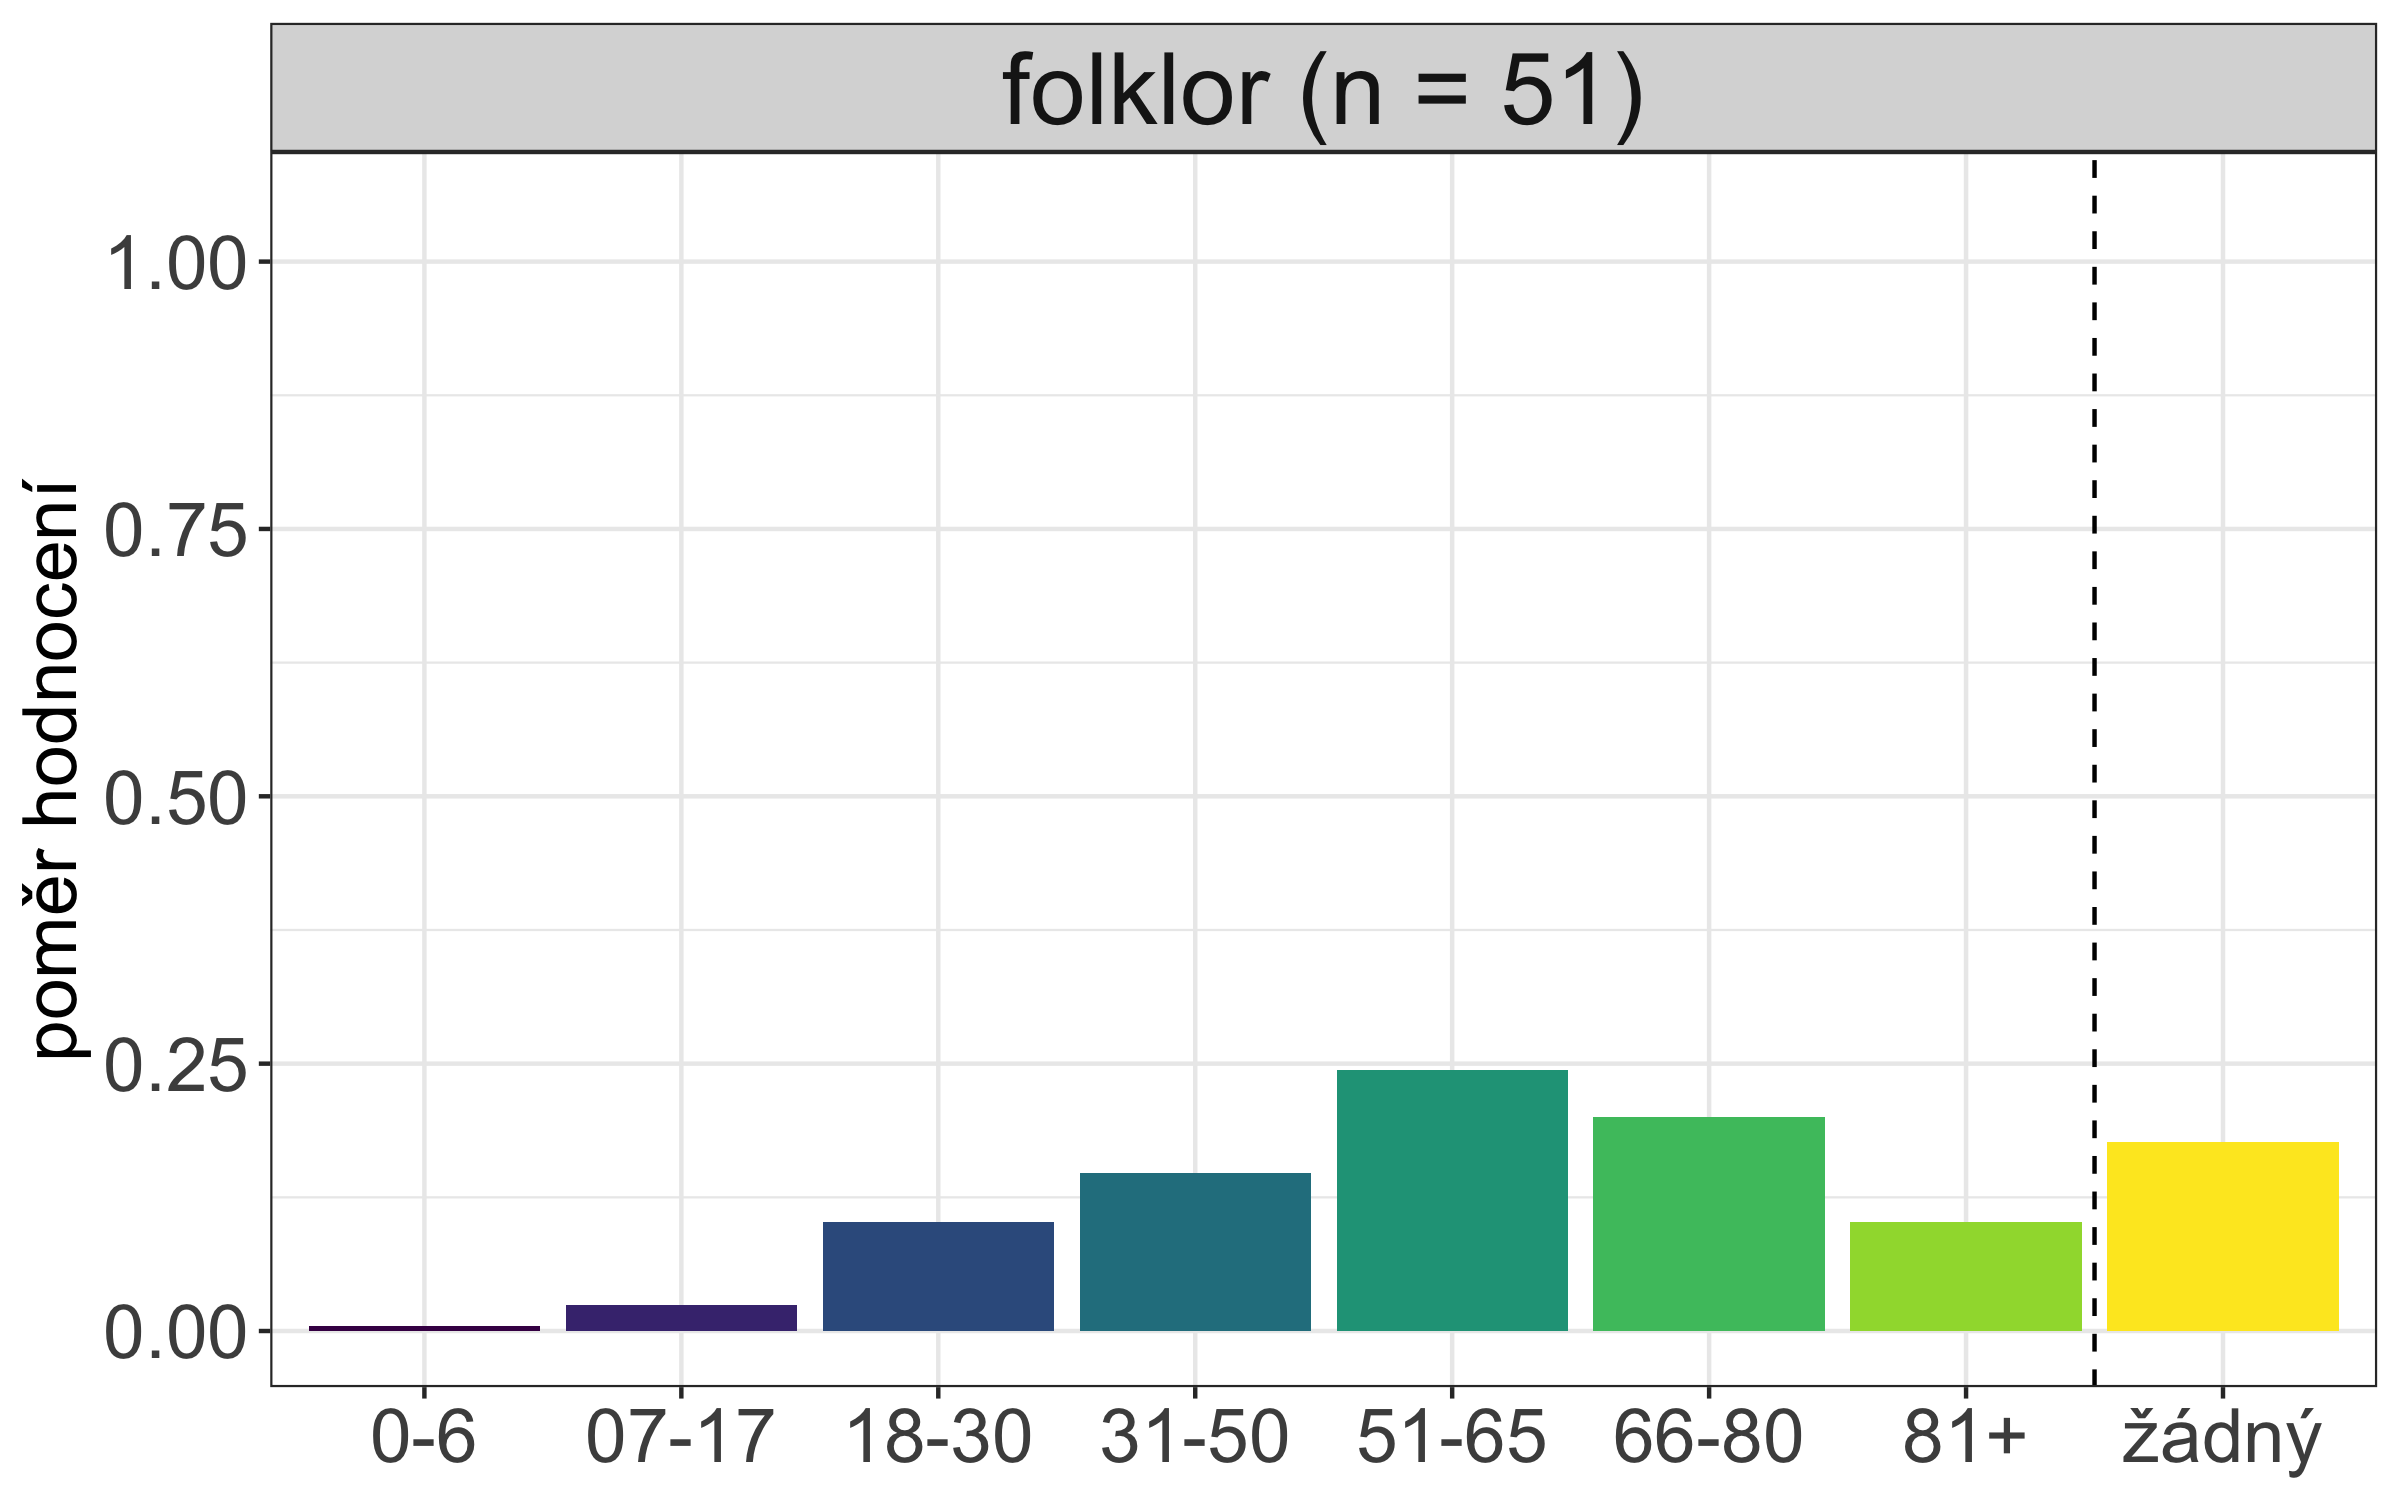 folklor (n = 51)
poměr hodnocení
1.00
0.75
0.50
0.25
0.00
0-6 07-17 18-30 31-50 51-65 66-80 81+ žádný